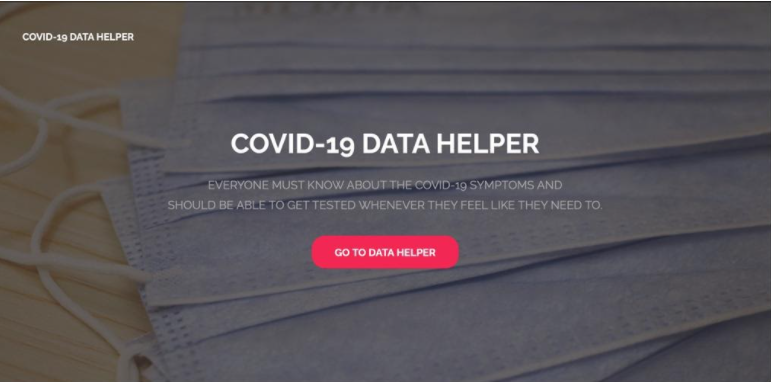 COVID-19 DATA HELPER
COVID-19 DATA HELPER
EVERYONE MUST KNOW ABOUT THE COVID-19 SYMPTOMS AND
SHOULD BE ABLE TO GET TESTED WHENEVER THEY FEEL LIKE THEY NEED TO.
GO TO DATA HELPER